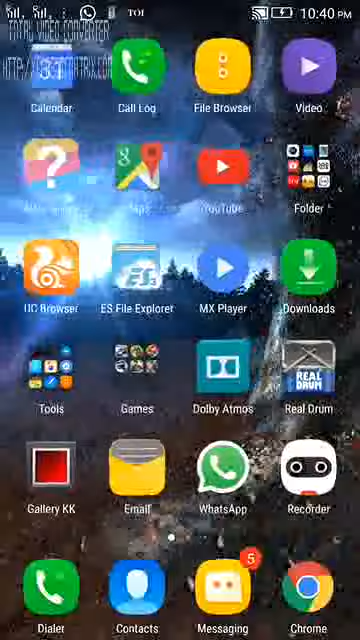 TOI 10:40 PM
TOTAL VIDEO CONVERTER
Calendar Call Log File Browser Video
Maps YouTube Folder
UC Browser ES File Explorer MX Player Downloads
Tools Games Dolby Atmos Real Drum
REAL DRUM
Gallery KK Email WhatsApp Recorder
5
Dialer Contacts Messaging Chrome